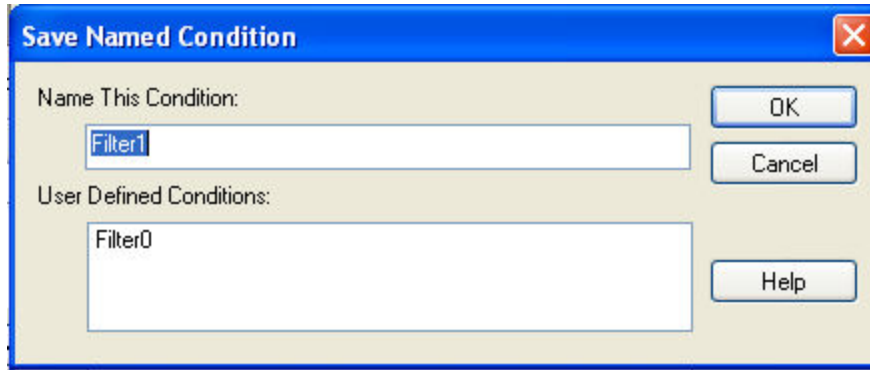 Save Named Condition
Name This Condition:
OK
Filter1
Cancel
User Defined Conditions:
Filter0
Help